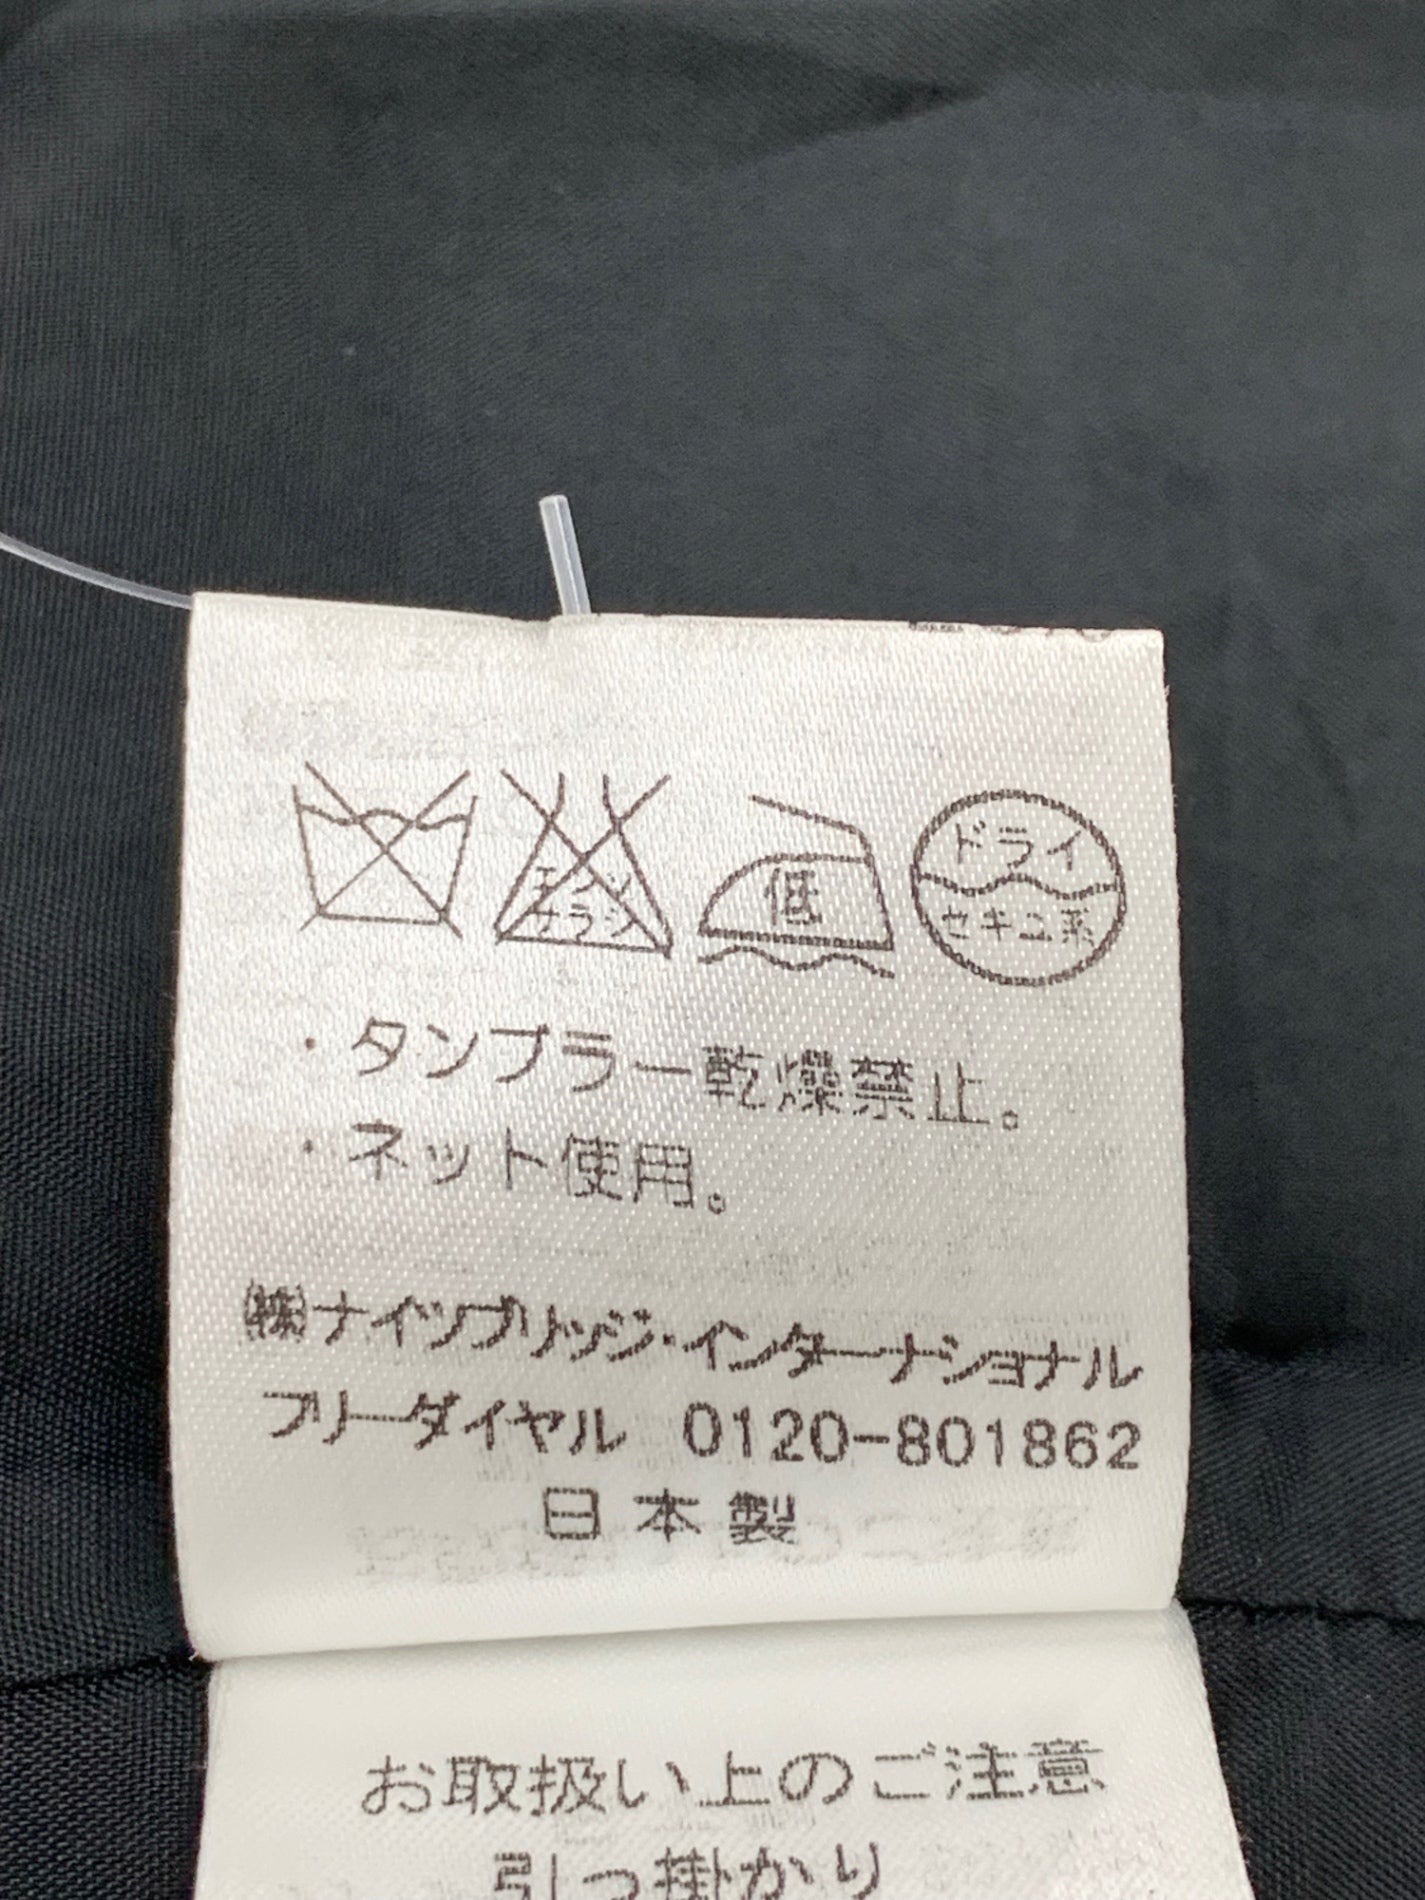 エンソ
サラシ
低
ドライ
セキユ系
・タンブラー乾燥禁止。
・ネット使用。
㈱ナイツブリッジ・インターナショナル
フリーダイヤル 0120-801862
日本製
お取扱い上のご注意
引っ掛かり